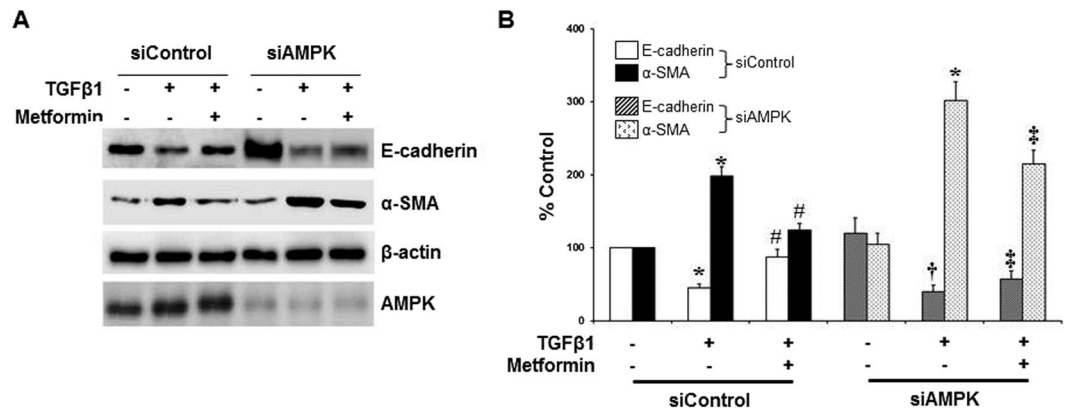 A
siControl siAMPK
TGFβ1 - + + - + +
Metformin - - + - - +
E-cadherin
α-SMA
β-actin
AMPK
B
400
300
200
100
0
% Control
E-cadherin
α-SMA
siControl
E-cadherin
α-SMA
siAMPK
* * # # † * ‡ ‡
TGFβ1 - + + - + +
Metformin - - + - - +
siControl siAMPK